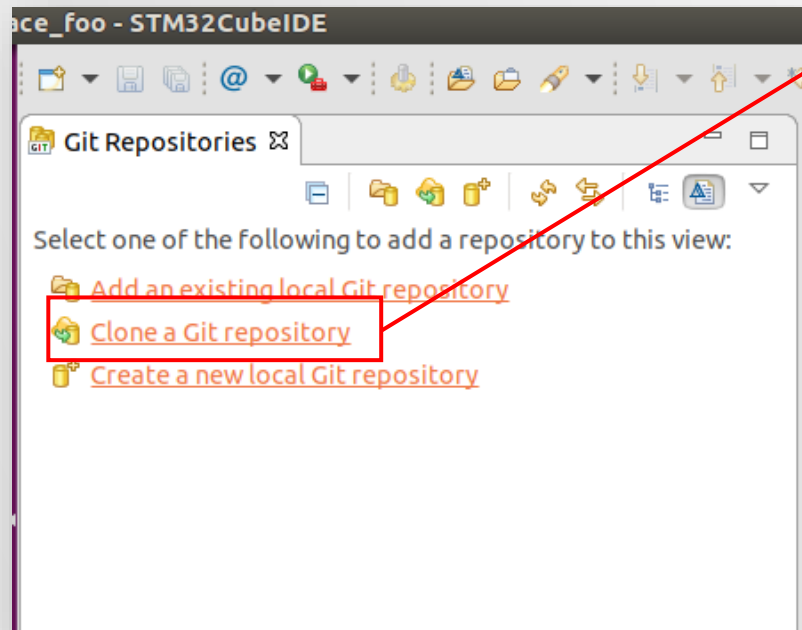 ace_foo - STM32CubeIDE
@
GIT Git Repositories
Select one of the following to add a repository to this view:
Add an existing local Git repository
Clone a Git repository
Create a new local Git repository